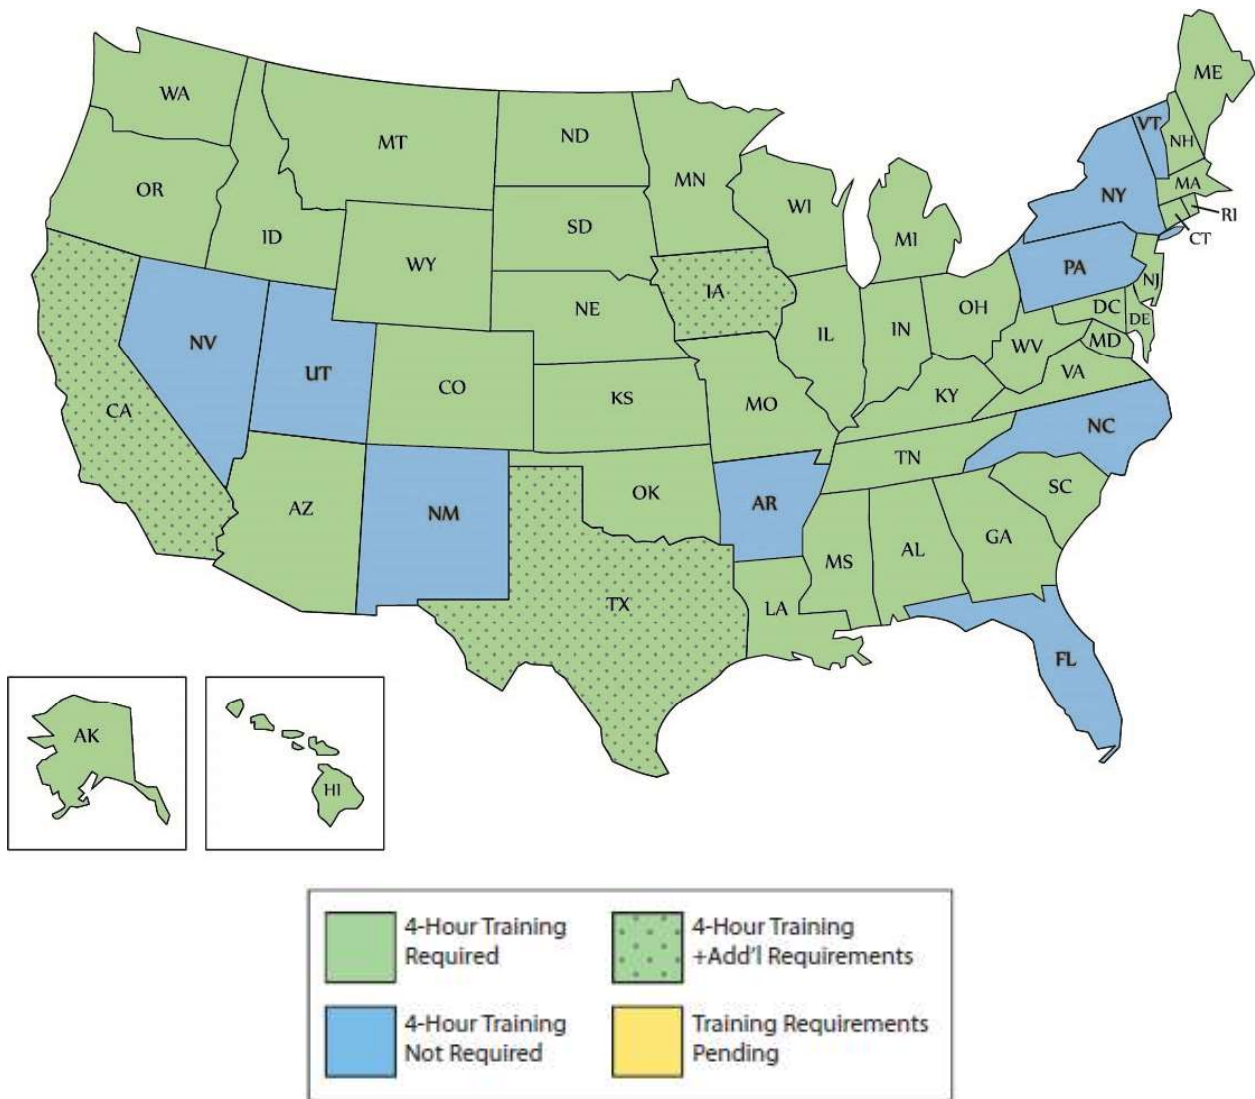 ME
WA
VT
NH
MT
ND
MN
OR
MA
NY
WI
RI
ID
SD
MI
CT
WY
PA
IA
NJ
NE
OH
DC
DE
NV
IL
IN
WV
MD
UT
VA
CO
KS
KY
CA
MO
NC
TN
OK
SC
AZ
NM
AR
GA
AL
MS
TX
LA
FL
AK
HI
4-Hour Training
Required
4-Hour Training
+Add'l Requirements
4-Hour Training
Not Required
Training Requirements
Pending